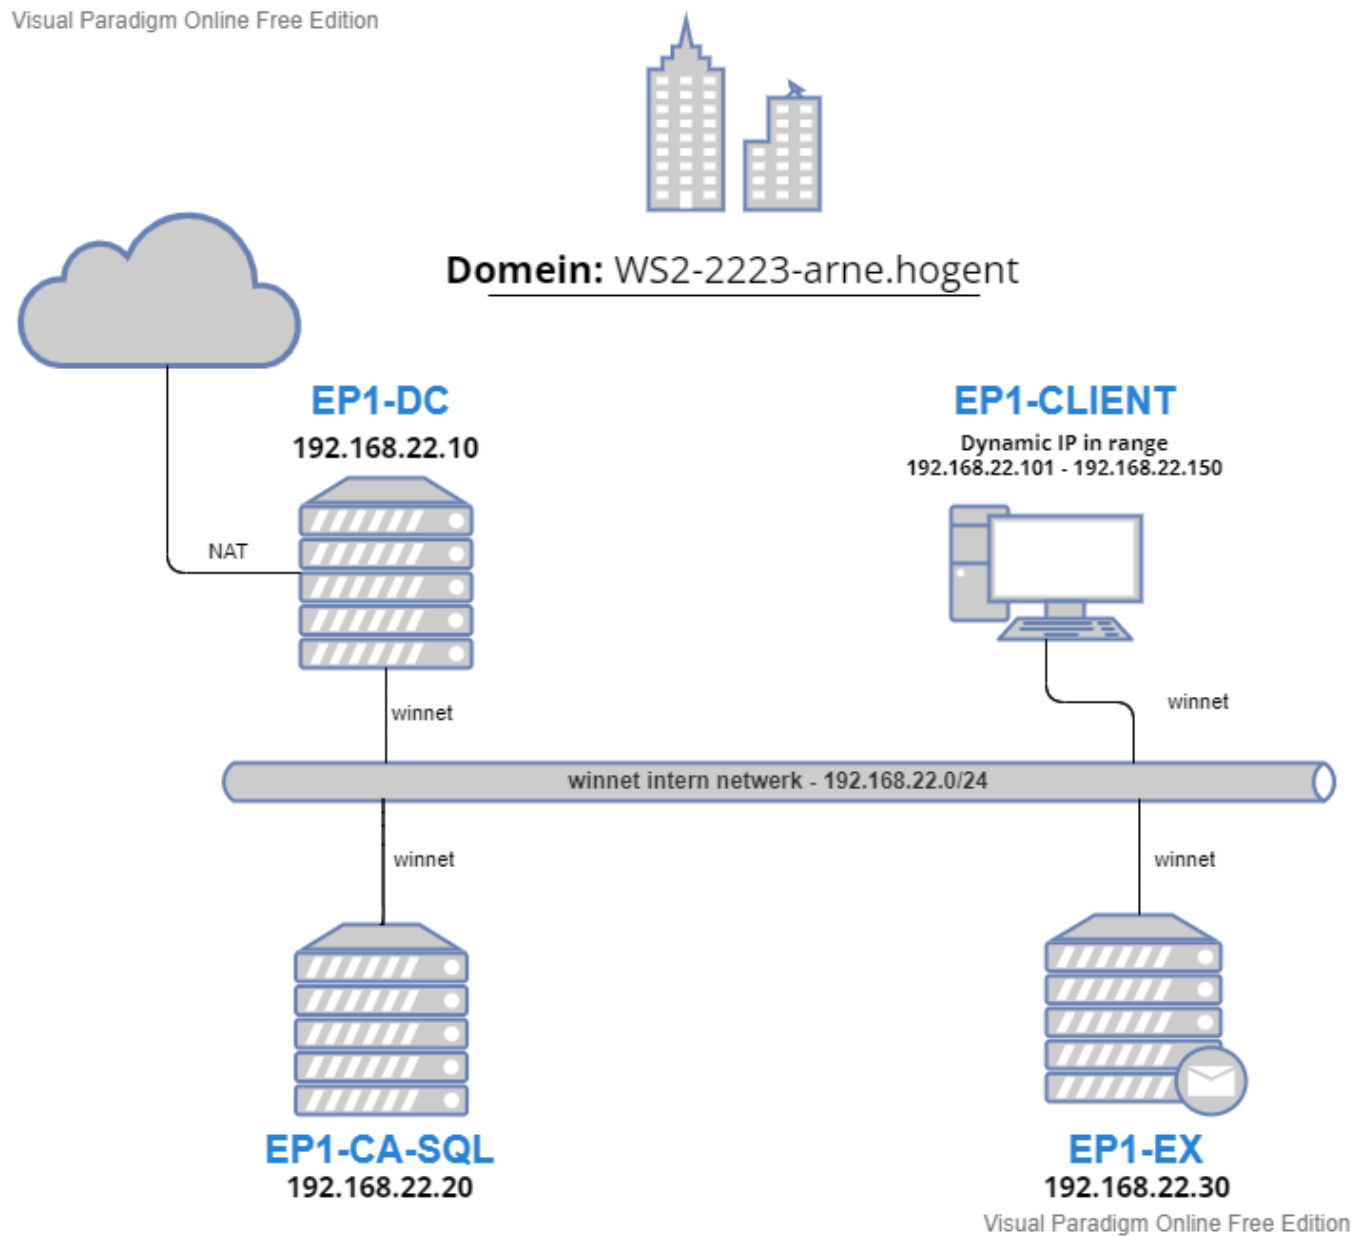 Visual Paradigm Online Free Edition
Domein: WS2-2223-arne.hogent
EP1-DC
192.168.22.10
EP1-CLIENT
Dynamic IP in range
192.168.22.101 - 192.168.22.150
NAT
winnet
winnet
winnet intern netwerk - 192.168.22.0/24
winnet
winnet
EP1-CA-SQL
192.168.22.20
EP1-EX
192.168.22.30
Visual Paradigm Online Free Edition